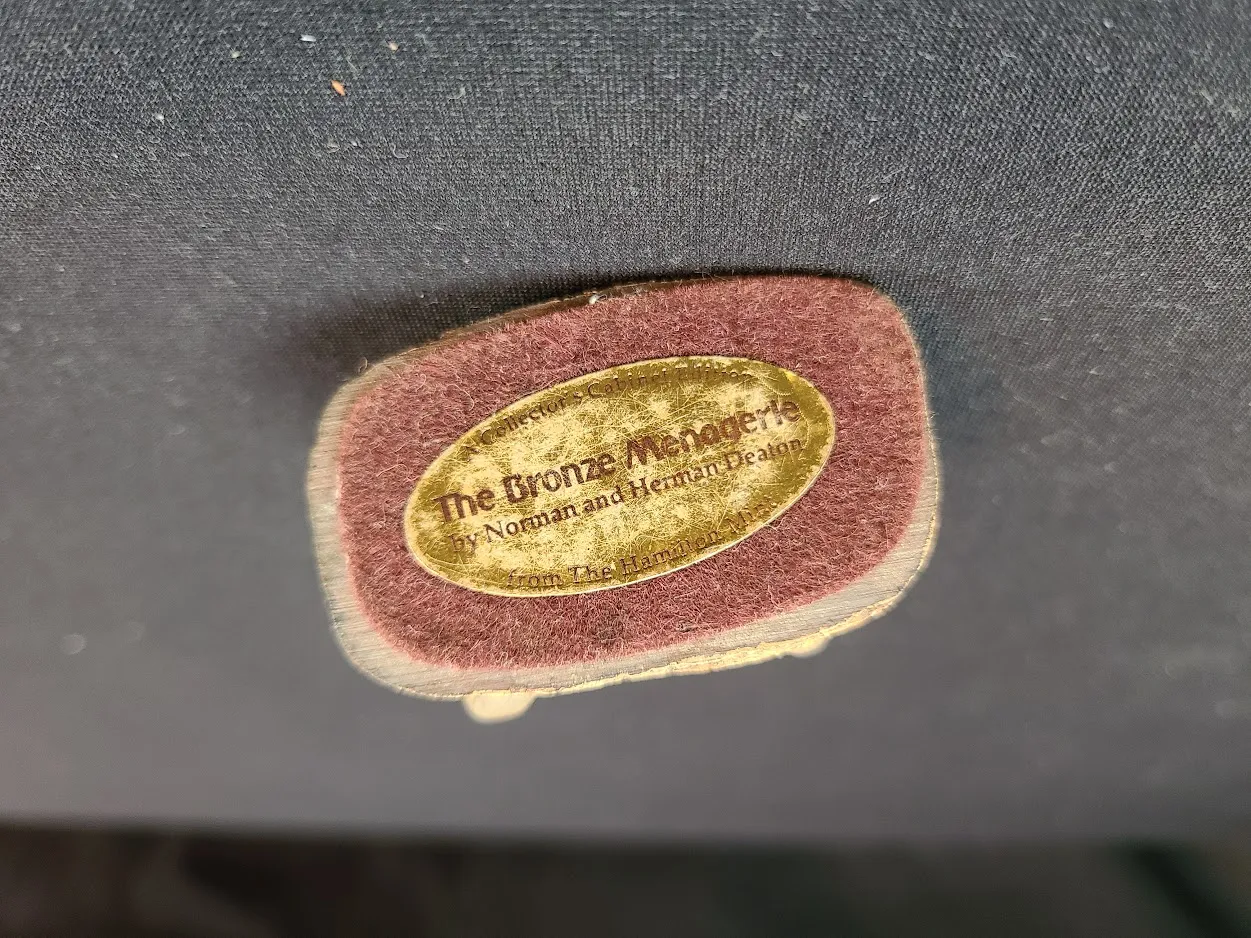 A Collector's Cabinet Edition
The Bronze Menagerie
by Norman and Herman Deaton
from The Hamilton Mint